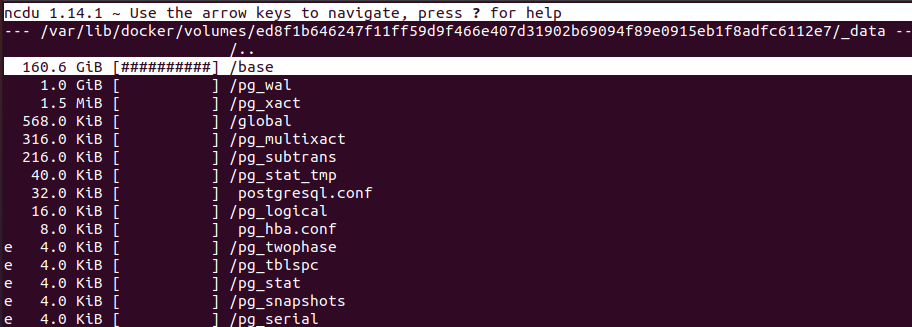 ncdu 1.14.1 ~ Use the arrow keys to navigate, press ? for help
--- /var/lib/docker/volumes/ed8f1b646247f11ff59d9f466e407d31902b69094f89e0915eb1f8adfc6112e7/_data --
/..
160.6 GiB [##########] /base
1.0 GiB [          ] /pg_wal
1.5 MiB [          ] /pg_xact
568.0 KiB [          ] /global
316.0 KiB [          ] /pg_multixact
216.0 KiB [          ] /pg_subtrans
40.0 KiB [          ] /pg_stat_tmp
32.0 KiB [          ]  postgresql.conf
16.0 KiB [          ] /pg_logical
8.0 KiB [          ]  pg_hba.conf
e   4.0 KiB [          ] /pg_twophase
e   4.0 KiB [          ] /pg_tblspc
e   4.0 KiB [          ] /pg_stat
e   4.0 KiB [          ] /pg_snapshots
e   4.0 KiB [          ] /pg_serial